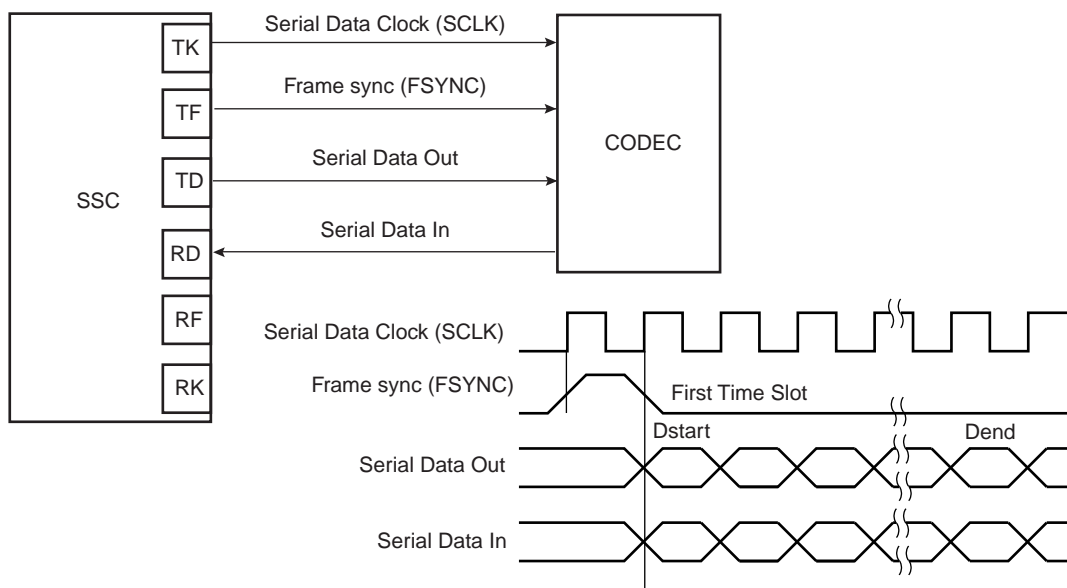 Serial Data Clock (SCLK)
TK
Frame sync (FSYNC)
TF
CODEC
Serial Data Out
TD
SSC
Serial Data In
RD
RF
Serial Data Clock (SCLK)
RK
Frame sync (FSYNC)
First Time Slot
Dstart
Dend
Serial Data Out
Serial Data In